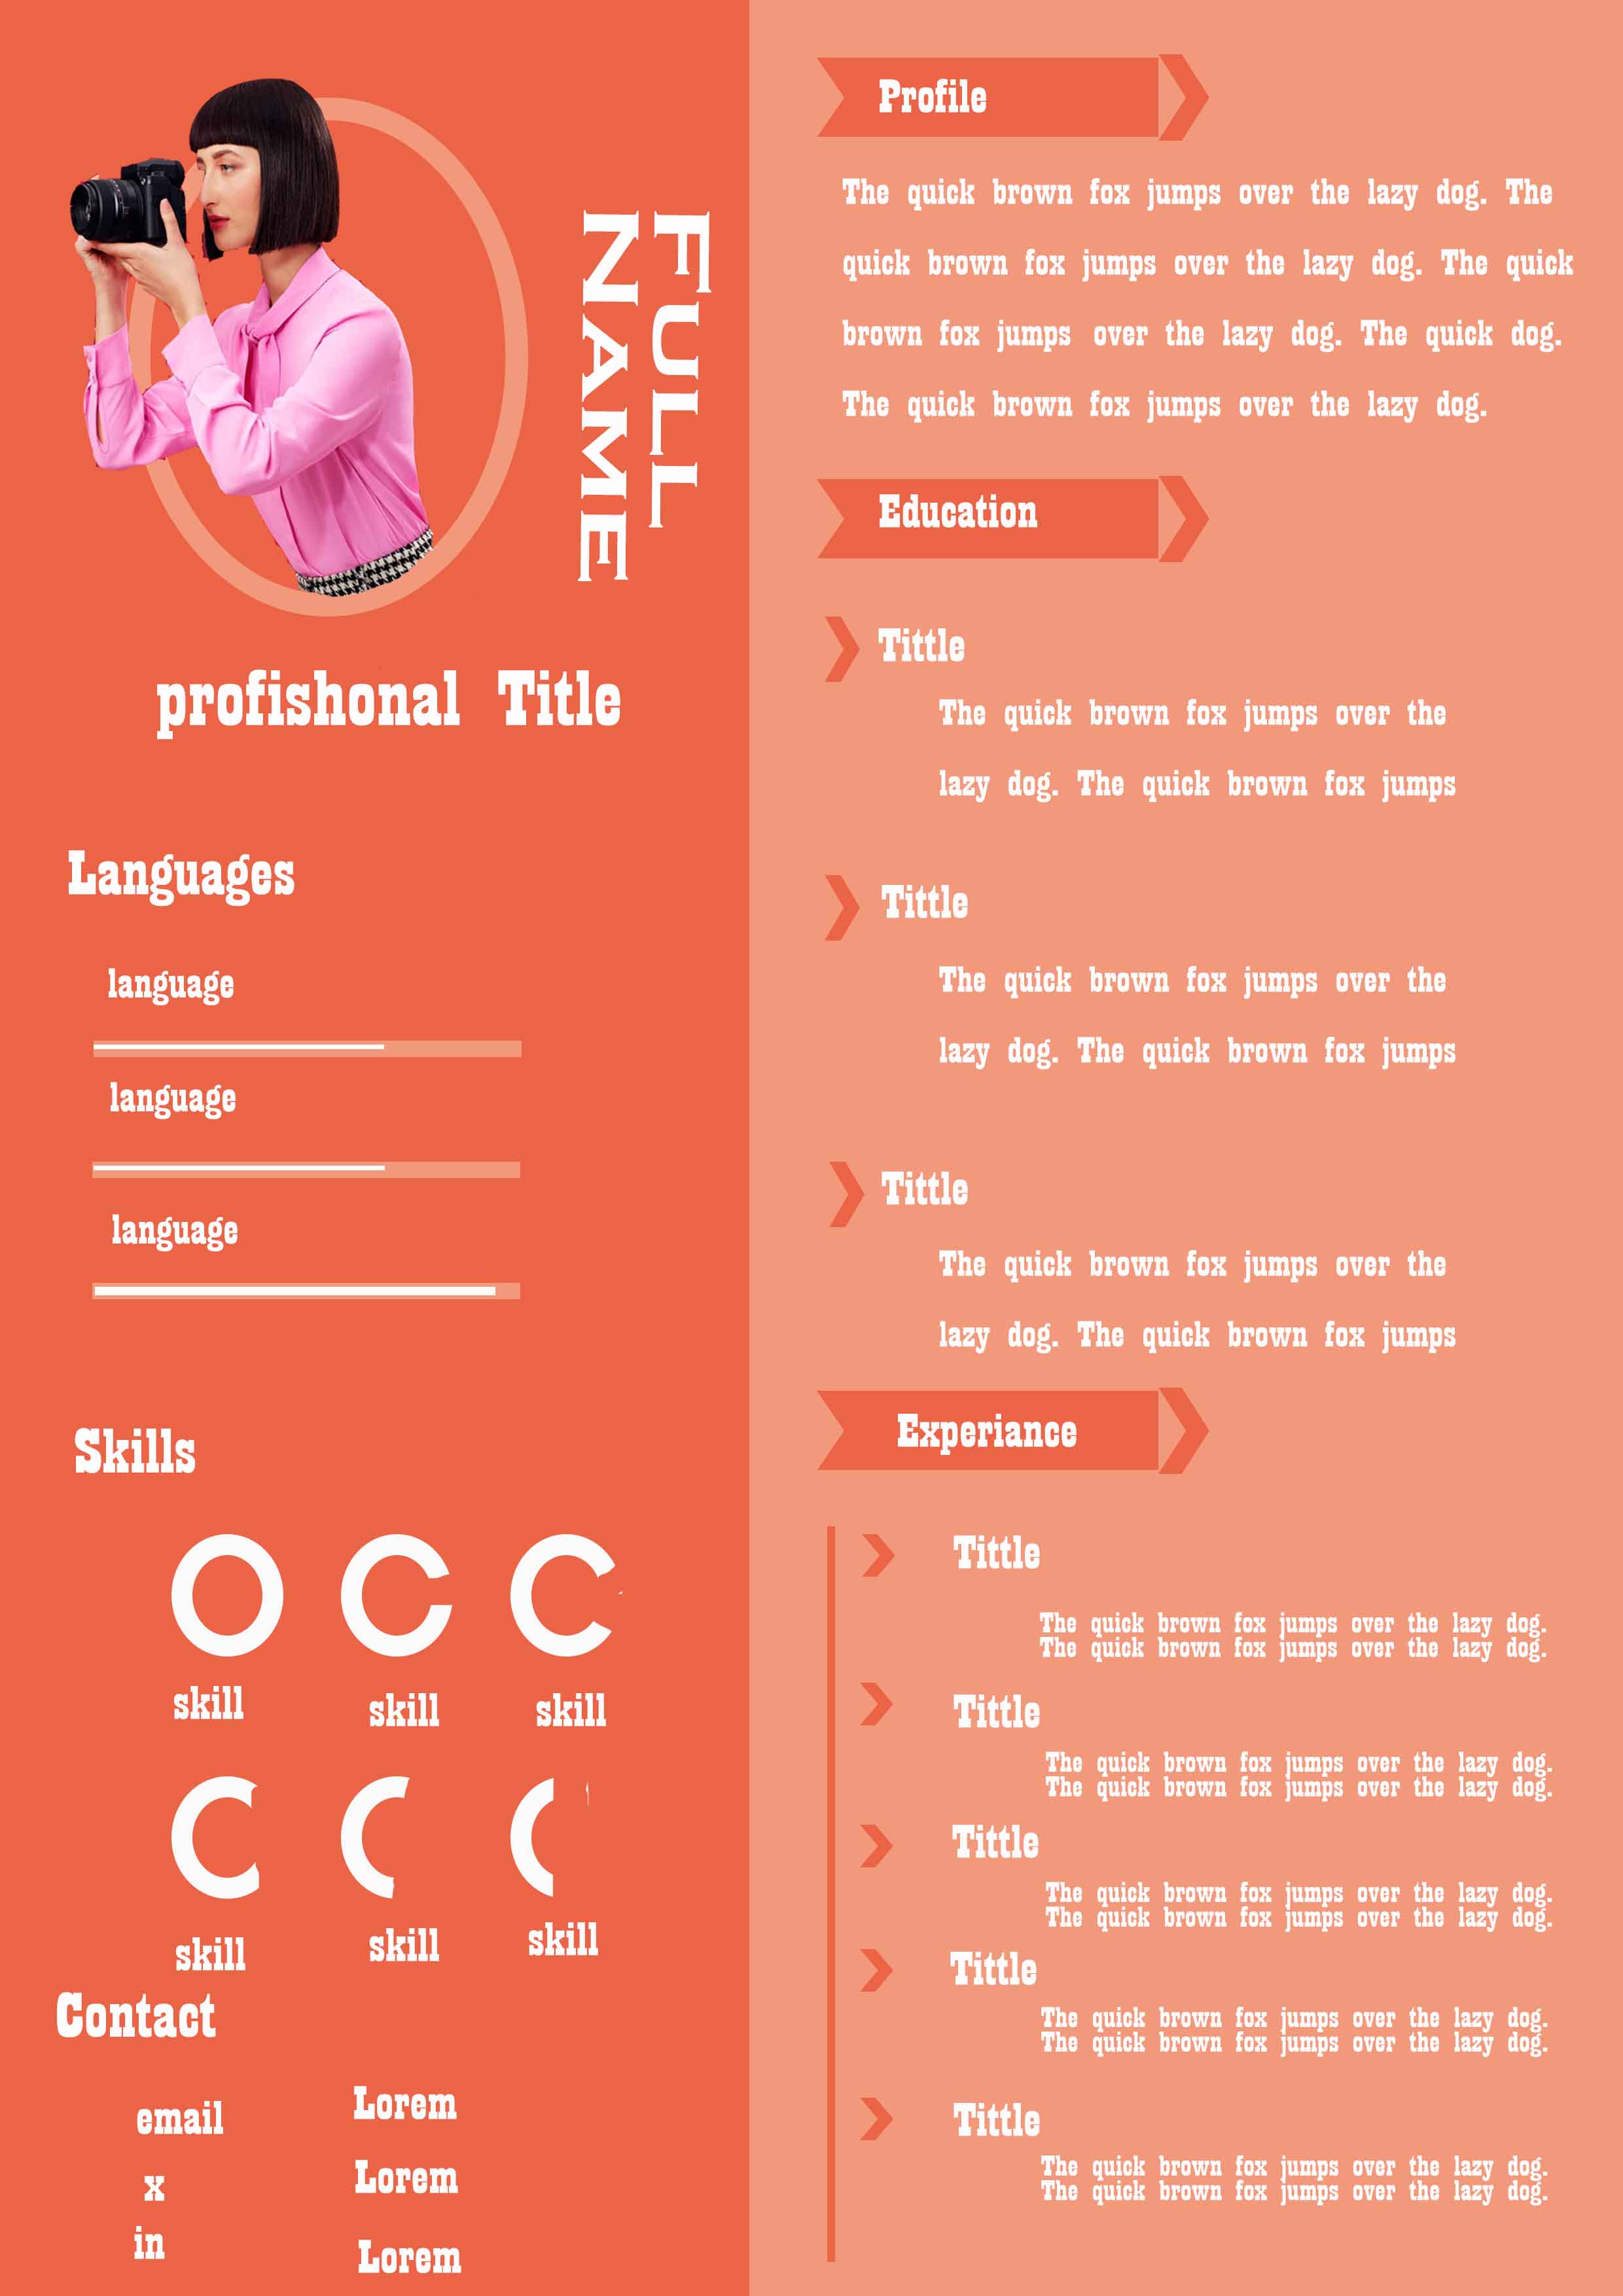 FULL
NAME
profishonal Title
Languages
language
language
language
Skills
skill
skill
skill
skill
skill
skill
Contact
email
Lorem
x
Lorem
in
Lorem
Profile
The quick brown fox jumps over the lazy dog. The
quick brown fox jumps over the lazy dog. The quick
brown fox jumps over the lazy dog. The quick dog.
The quick brown fox jumps over the lazy dog.
Education
Tittle
The quick brown fox jumps over the
lazy dog. The quick brown fox jumps
Tittle
The quick brown fox jumps over the
lazy dog. The quick brown fox jumps
Tittle
The quick brown fox jumps over the
lazy dog. The quick brown fox jumps
Experiance
Tittle
The quick brown fox jumps over the lazy dog.
The quick brown fox jumps over the lazy dog.
Tittle
The quick brown fox jumps over the lazy dog.
The quick brown fox jumps over the lazy dog.
Tittle
The quick brown fox jumps over the lazy dog.
The quick brown fox jumps over the lazy dog.
Tittle
The quick brown fox jumps over the lazy dog.
The quick brown fox jumps over the lazy dog.
Tittle
The quick brown fox jumps over the lazy dog.
The quick brown fox jumps over the lazy dog.